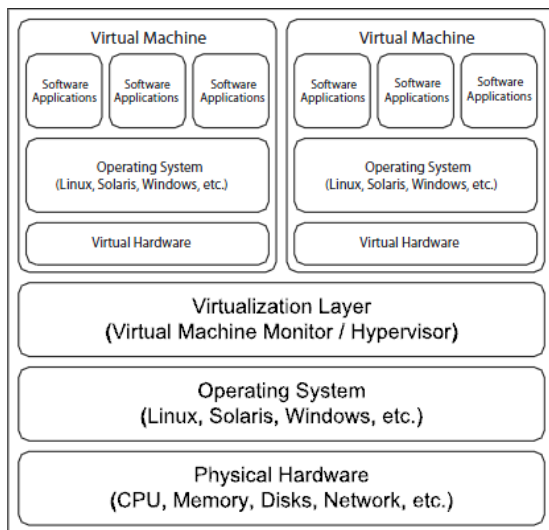 Virtual Machine
Software
Applications
Software
Applications
Software
Applications
Operating System
(Linux, Solaris, Windows, etc.)
Virtual Hardware
Virtual Machine
Software
Applications
Software
Applications
Software
Applications
Operating System
(Linux, Solaris, Windows, etc.)
Virtual Hardware
Virtualization Layer
(Virtual Machine Monitor / Hypervisor)
Operating System
(Linux, Solaris, Windows, etc.)
Physical Hardware
(CPU, Memory, Disks, Network, etc.)